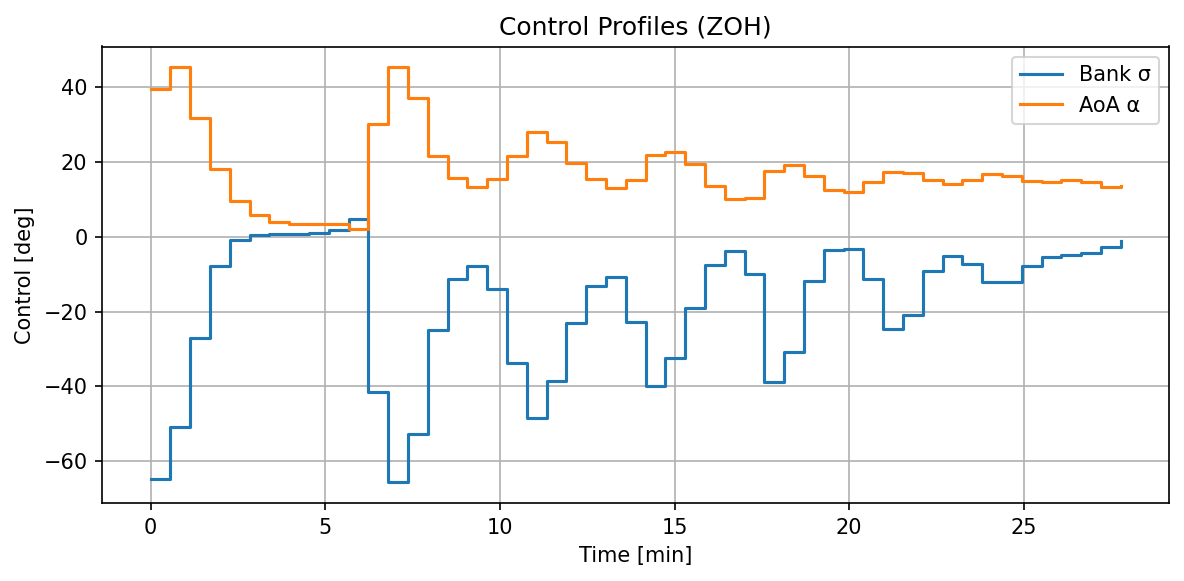 Control Profiles (ZOH)
Bank σ
AoA α
Control [deg]
40
20
0
−20
−40
−60
0 5 10 15 20 25
Time [min]